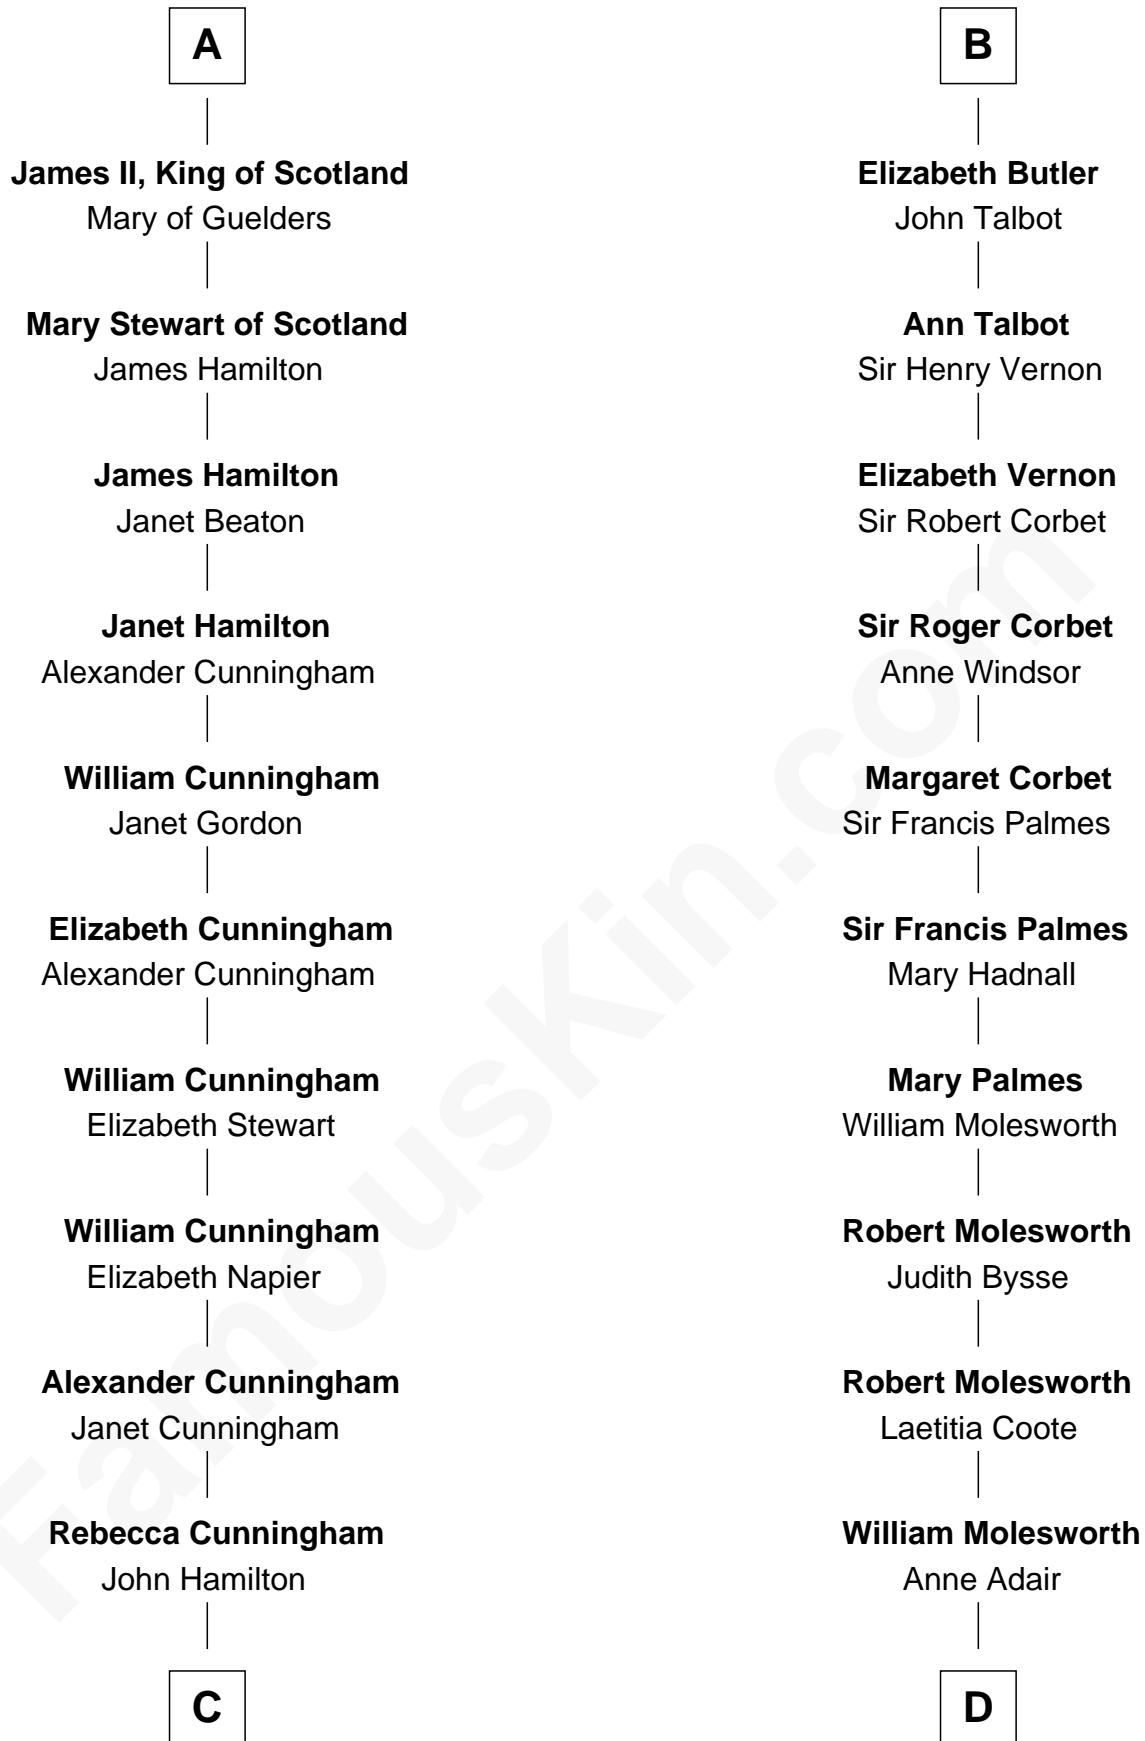 A
James II, King of Scotland
Mary of Guelders
Mary Stewart of Scotland
James Hamilton
James Hamilton
Janet Beaton
Janet Hamilton
Alexander Cunningham
William Cunningham
Janet Gordon
Elizabeth Cunningham
Alexander Cunningham
William Cunningham
Elizabeth Stewart
William Cunningham
Elizabeth Napier
Alexander Cunningham
Janet Cunningham
Rebecca Cunningham
John Hamilton
C
B
Elizabeth Butler
John Talbot
Ann Talbot
Sir Henry Vernon
Elizabeth Vernon
Sir Robert Corbet
Sir Roger Corbet
Anne Windsor
Margaret Corbet
Sir Francis Palmes
Sir Francis Palmes
Mary Hadnall
Mary Palmes
William Molesworth
Robert Molesworth
Judith Bysse
Robert Molesworth
Laetitia Coote
William Molesworth
Anne Adair
D
FamousKin.com